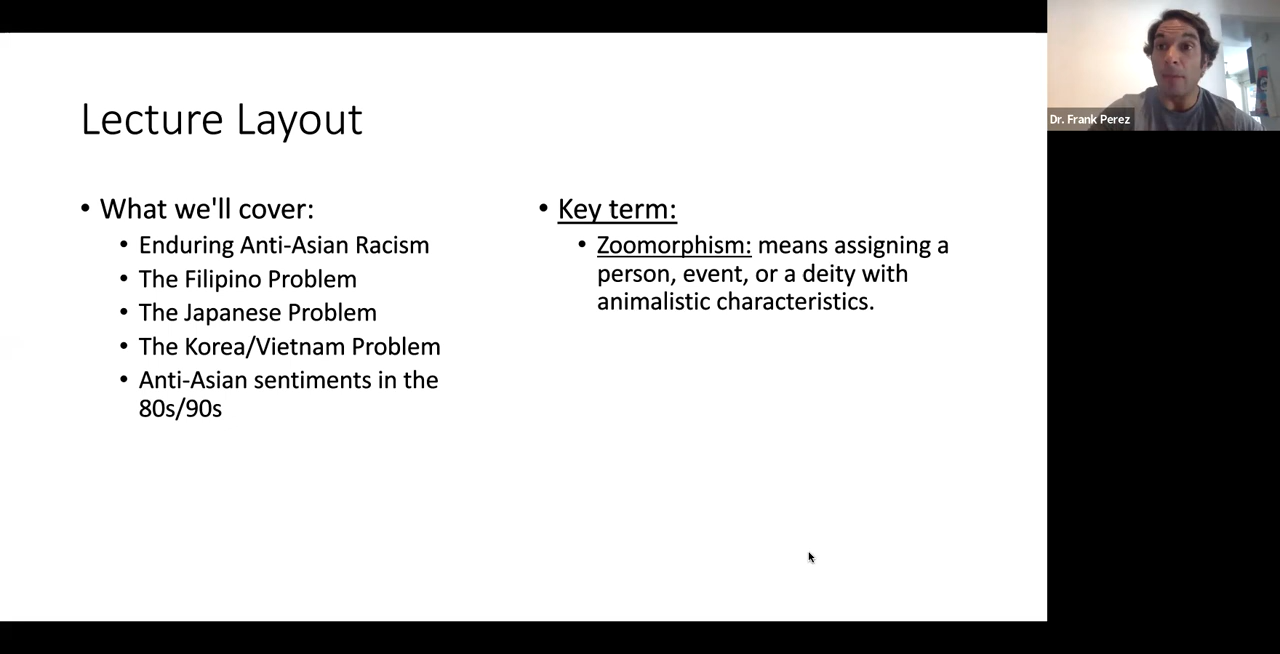 Lecture Layout
• What we'll cover:
• Enduring Anti-Asian Racism
• The Filipino Problem
• The Japanese Problem
• The Korea/Vietnam Problem
• Anti-Asian sentiments in the
80s/90s
• Key term:
• Zoomorphism: means assigning a
person, event, or a deity with
animalistic characteristics.
Dr. Frank Perez